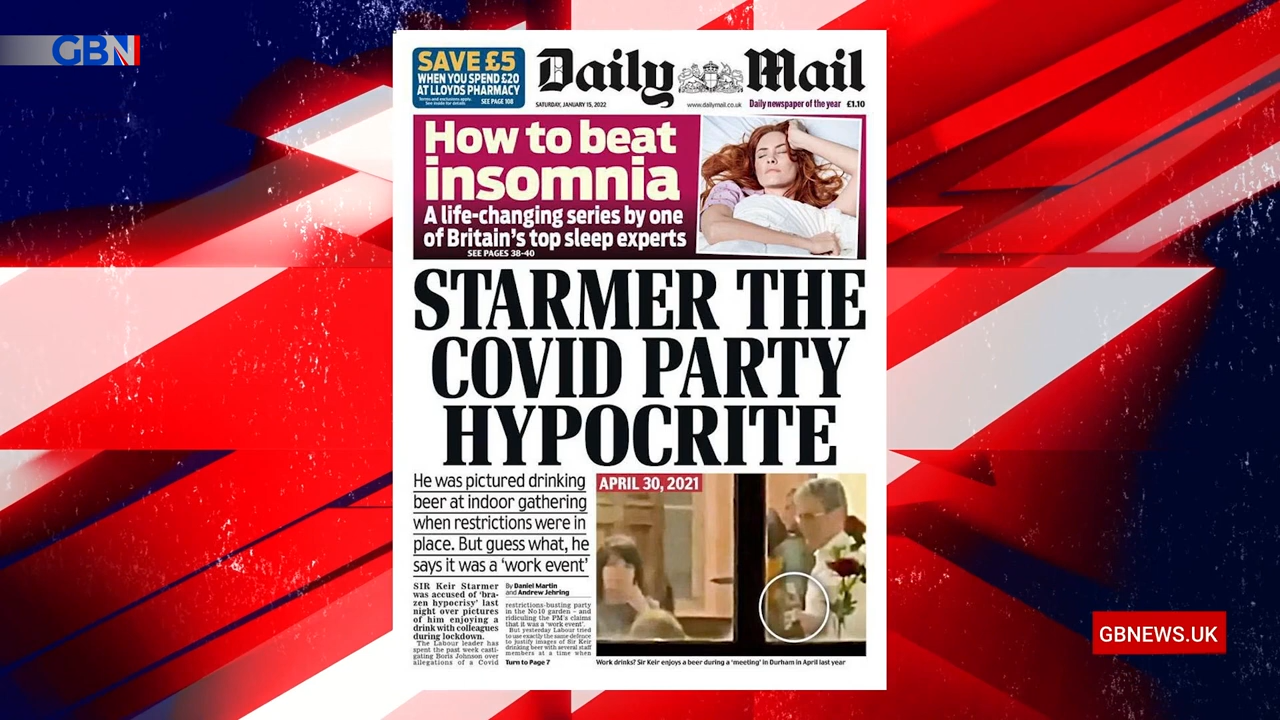 GBN
SAVE £5
WHEN YOU SPEND £20
AT LLOYDS PHARMACY
Terms and exclusions apply.
See inside for details
SEE PAGE 108
Daily Mail
SATURDAY, JANUARY 15, 2022
www.dailymail.co.uk
Daily newspaper of the year
£1.10
How to beat
insomnia
A life-changing series by one
of Britain's top sleep experts
SEE PAGES 38-40
STARMER THE
COVID PARTY
HYPOCRITE
He was pictured drinking
beer at indoor gathering
when restrictions were in
place. But guess what, he
says it was a ‘work event’
APRIL 30, 2021
SIR Keir Starmer
was accused of ‘bra-
zen hypocrisy’ last
night over pictures
of him enjoying a
drink with colleagues
during lockdown.
The Labour leader has
spent the past week casti-
gating Boris Johnson over
allegations of a Covid
By Daniel Martin
and Andrew Jehring
restrictions-busting party
in the No10 garden – and
ridiculing the PM's claims
that it was a ‘work event’.
But yesterday Labour tried
to use exactly the same defence
to justify images of Sir Keir
drinking beer with several staff
members at a time when
Turn to Page 7
Work drinks? Sir Keir enjoys a beer during a ‘meeting’ in Durham in April last year
GBNEWS.UK